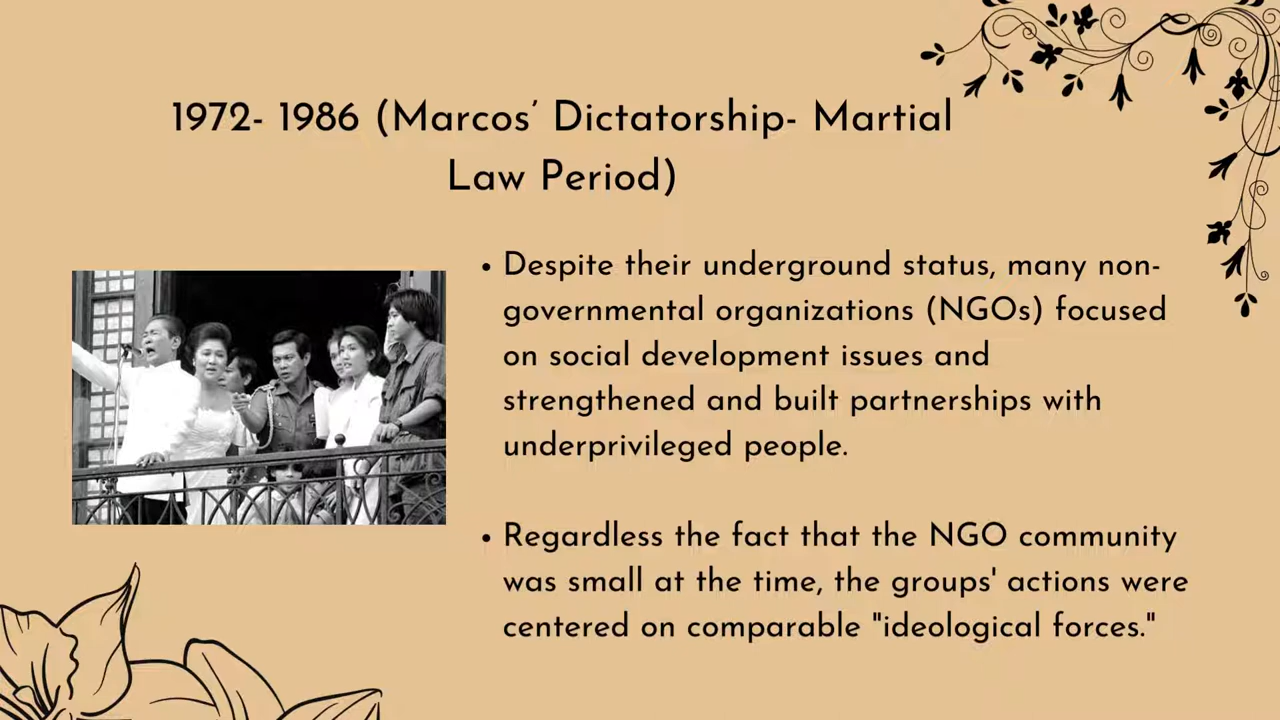 1972- 1986 (Marcos’ Dictatorship- Martial
Law Period)
• Despite their underground status, many non-
governmental organizations (NGOs) focused
on social development issues and
strengthened and built partnerships with
underprivileged people.
• Regardless the fact that the NGO community
was small at the time, the groups' actions were
centered on comparable "ideological forces."